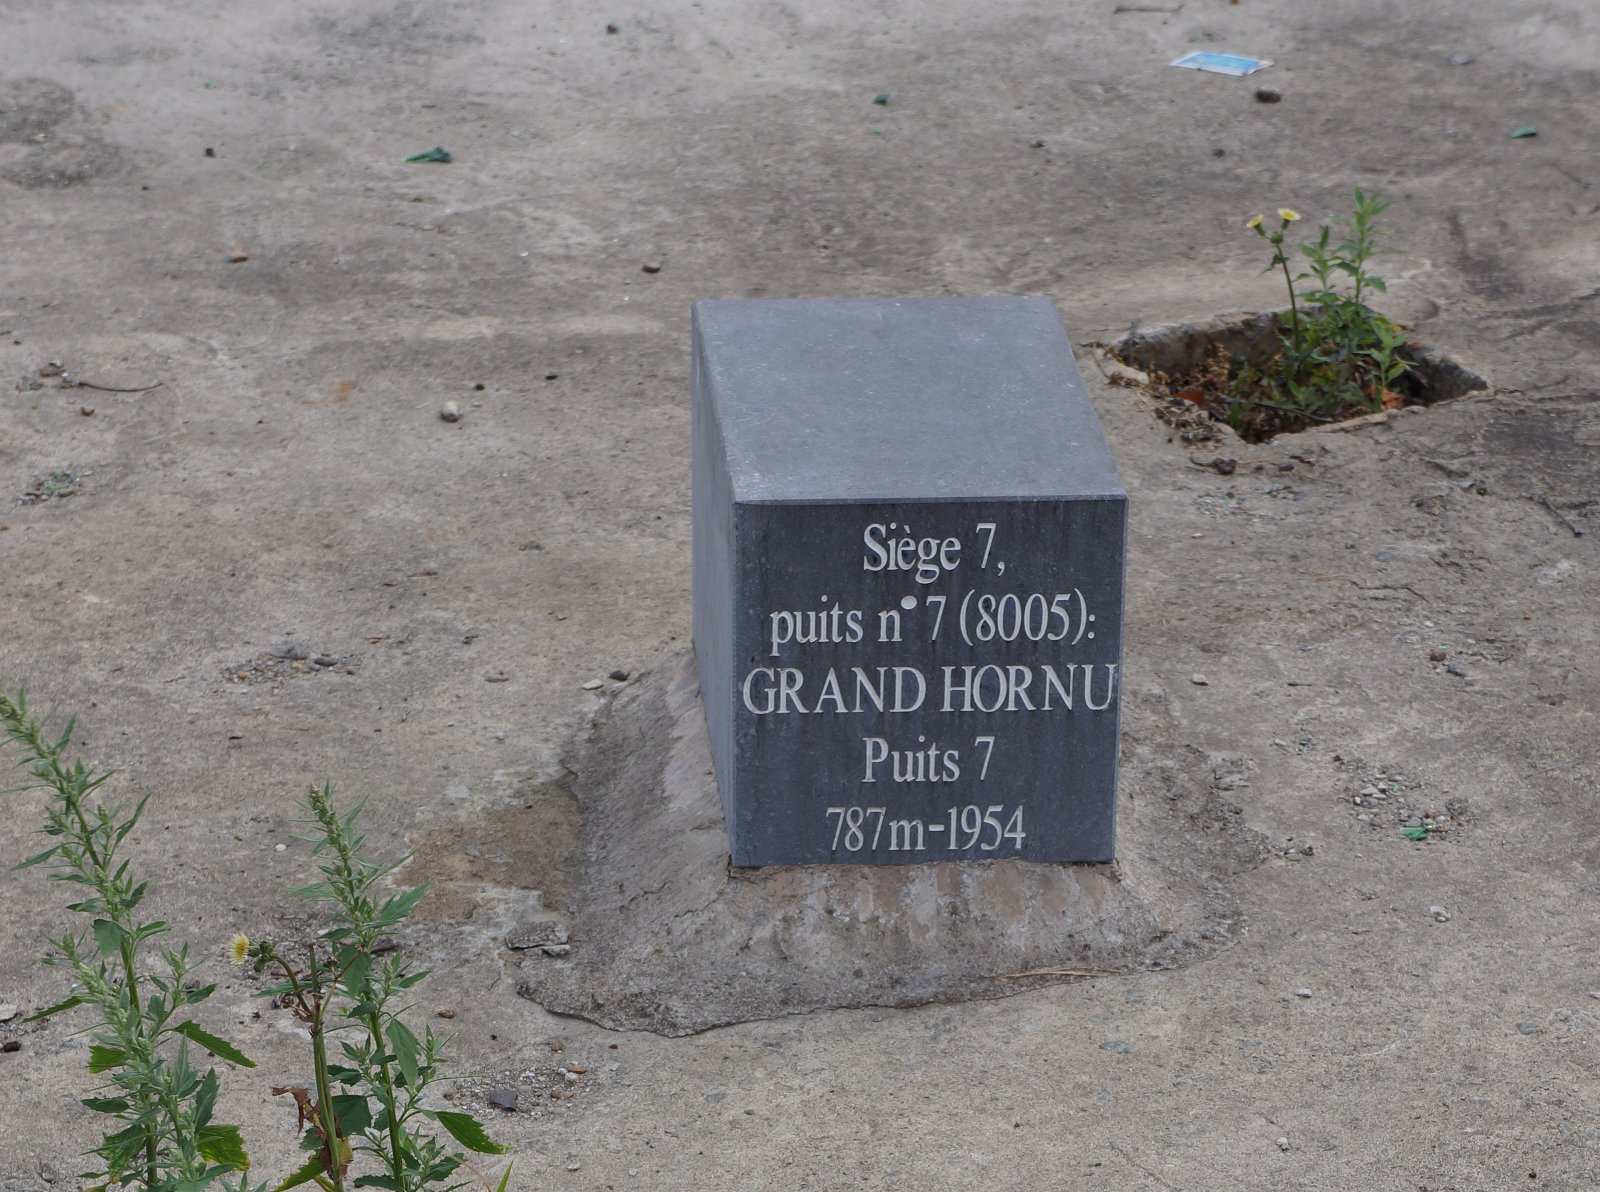 Siège 7,
puits n° 7 (8005):
GRAND HORNU
Puits 7
787m-1954